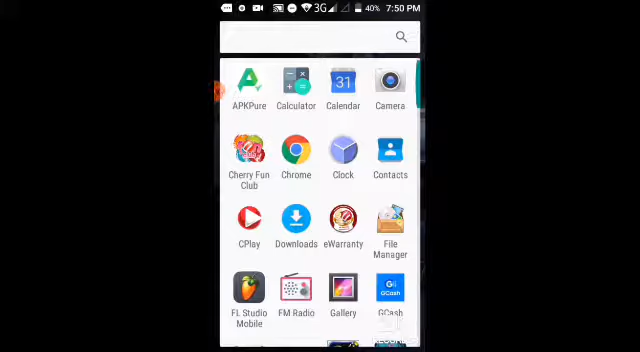 3G 40% 7:50 PM
31
APKPure Calculator Calendar Camera
Cherry Fun Club Chrome Clock Contacts
CPlay Downloads eWarranty File Manager
FL Studio Mobile FM Radio Gallery GCash